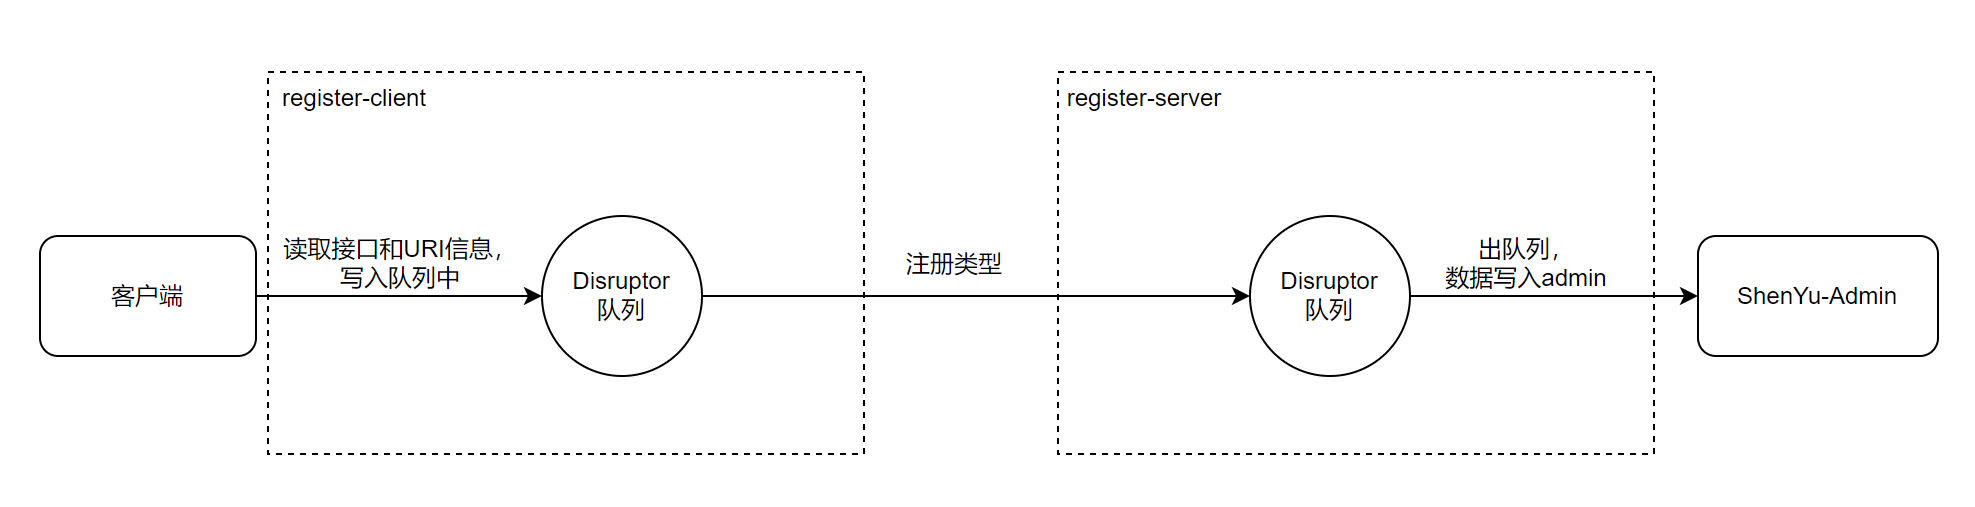 register-client
register-server
读取接口和URI信息，
写入队列中
客户端
Disruptor
队列
注册类型
Disruptor
队列
出队列，
数据写入admin
ShenYu-Admin